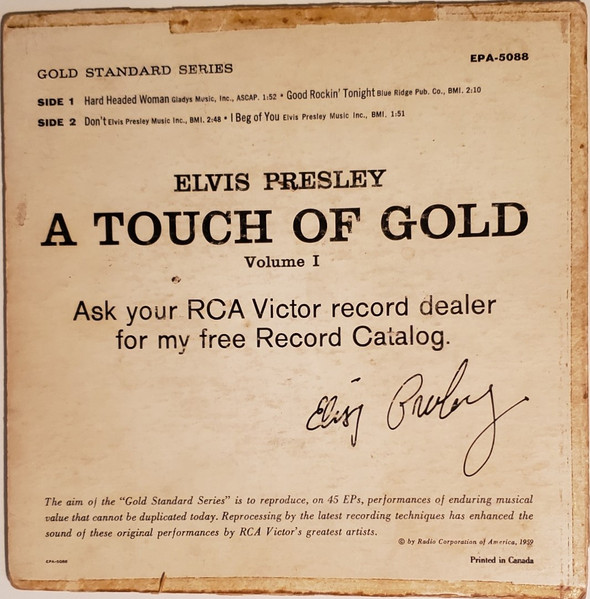 GOLD STANDARD SERIES
EPA-5088
SIDE 1 Hard Headed Woman Gladys Music, Inc., ASCAP. 1:52 • Good Rockin' Tonight Blue Ridge Pub. Co., BMI. 2:10
SIDE 2 Don't Elvis Presley Music Inc., BMI. 2:48 • I Beg of You Elvis Presley Music Inc., BMI. 1:51
ELVIS PRESLEY
A TOUCH OF GOLD
Volume I
Ask your RCA Victor record dealer
for my free Record Catalog.
Elvis Presley
The aim of the "Gold Standard Series" is to reproduce, on 45 EPs, performances of enduring musical
value that cannot be duplicated today. Reprocessing by the latest recording techniques has enhanced the
sound of these original performances by RCA Victor's greatest artists.
© by Radio Corporation of America, 1959
EPA-5088
Printed in Canada